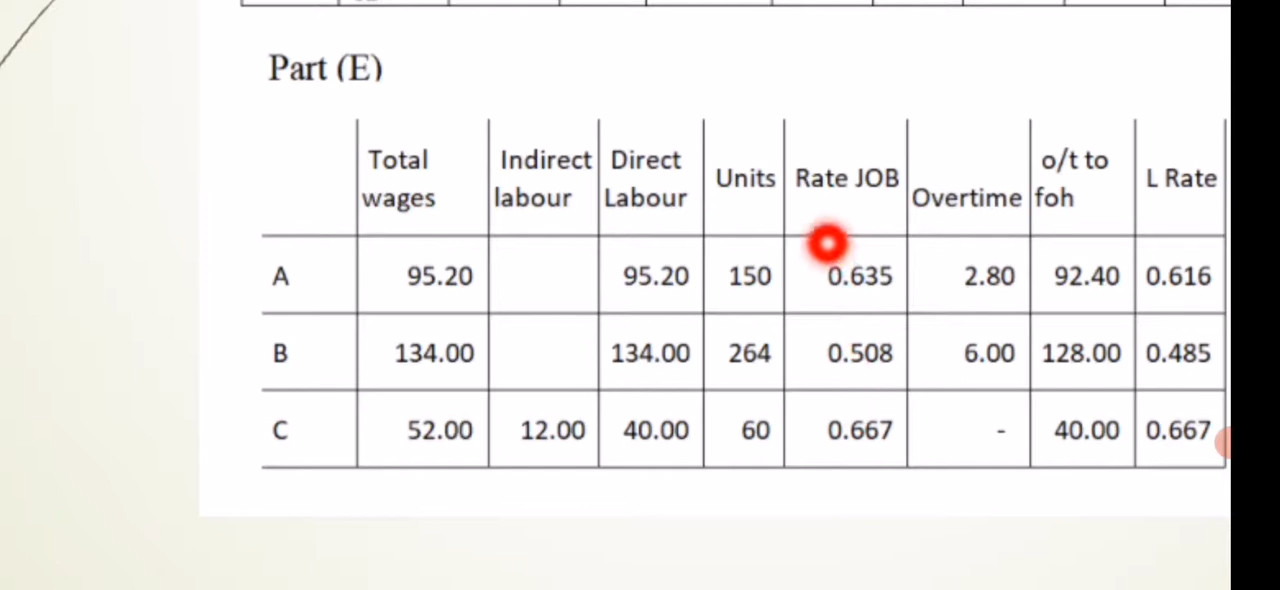 Part (E)
Total wages Indirect labour Direct Labour Units Rate JOB Overtime o/t to foh L Rate
A 95.20 95.20 150 0.635 2.80 92.40 0.616
B 134.00 134.00 264 0.508 6.00 128.00 0.485
C 52.00 12.00 40.00 60 0.667 - 40.00 0.667